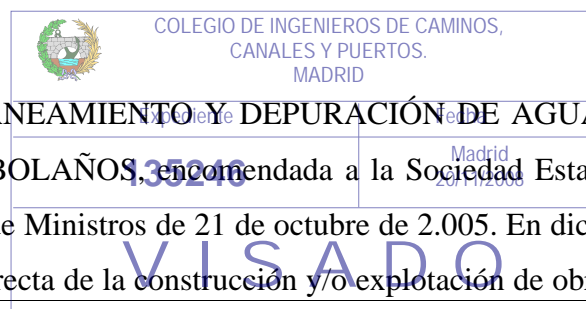 COLEGIO DE INGENIEROS DE CAMINOS,
CANALES Y PUERTOS.
MADRID
Expediente Fecha
NEAMIENTO Y DEPURACIÓN DE AGUA
135246 Madrid
20/11/2008
BOLAÑOS, encomendada a la Sociedad Esta
e Ministros de 21 de octubre de 2.005. En dic
VISADO
recta de la construcción y/o explotación de ob